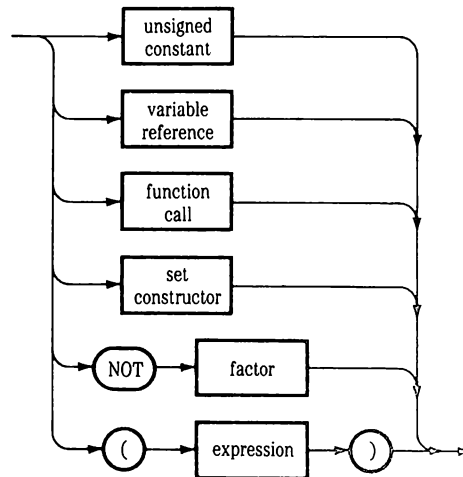 unsigned
constant
variable
reference
function
call
set
constructor
NOT factor
( expression )